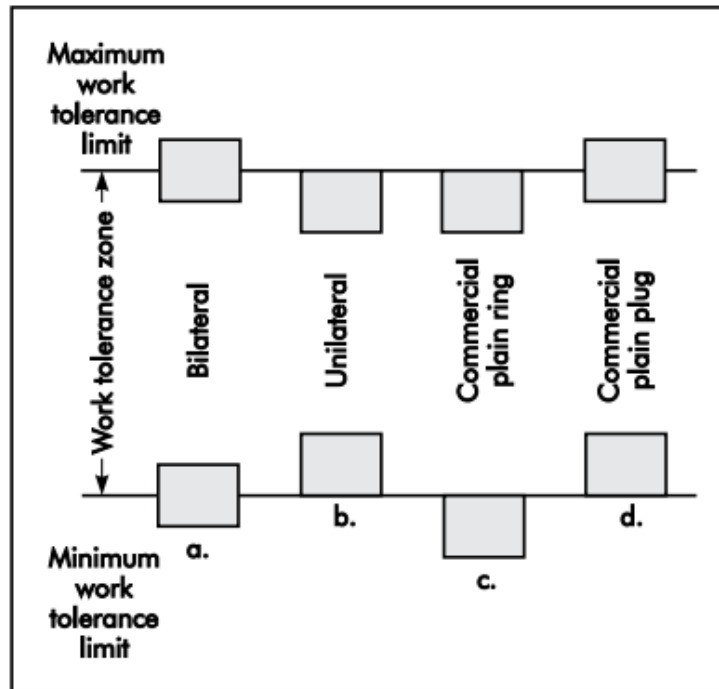 Maximum
work
tolerance
limit
Work tolerance zone
Bilateral
Unilateral
Commercial
plain ring
Commercial
plain plug
a.
b.
c.
d.
Minimum
work
tolerance
limit